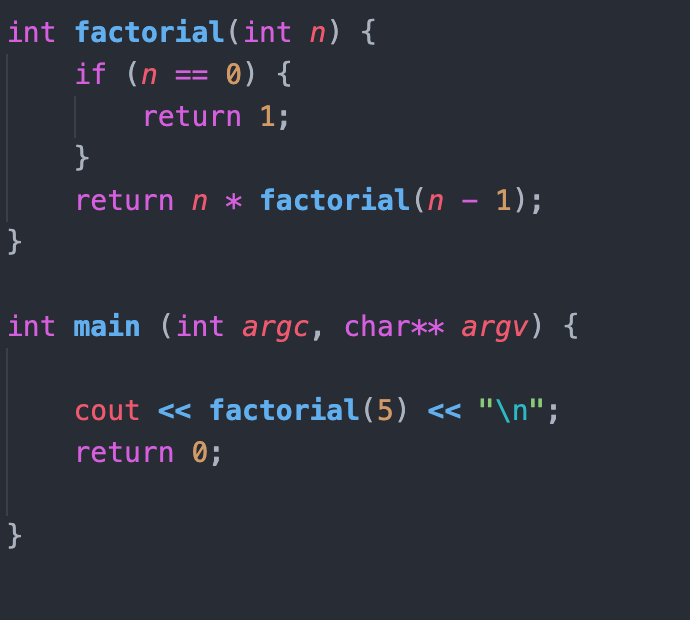 int factorial(int n) {
    if (n == 0) {
        return 1;
    }
    return n * factorial(n - 1);
}
int main (int argc, char** argv) {
    cout << factorial(5) << "\n";
    return 0;
}